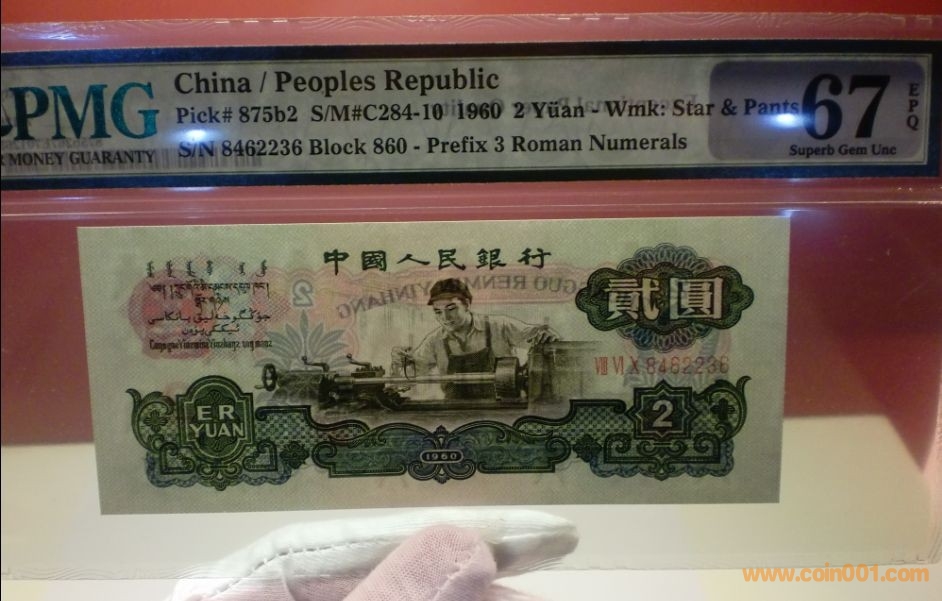 PMG
MONEY GUARANTY
China / Peoples Republic
Pick# 875b2 S/M#C284-10 1960 2 Yüan - Wmk: Star & Pants
S/N 8462236 Block 860 - Prefix 3 Roman Numerals
67
EPQ
Superb Gem Unc
中國人民銀行
貳圓
VIII VI X 8462236
ER
YUAN
2
1960
www.coin001.com